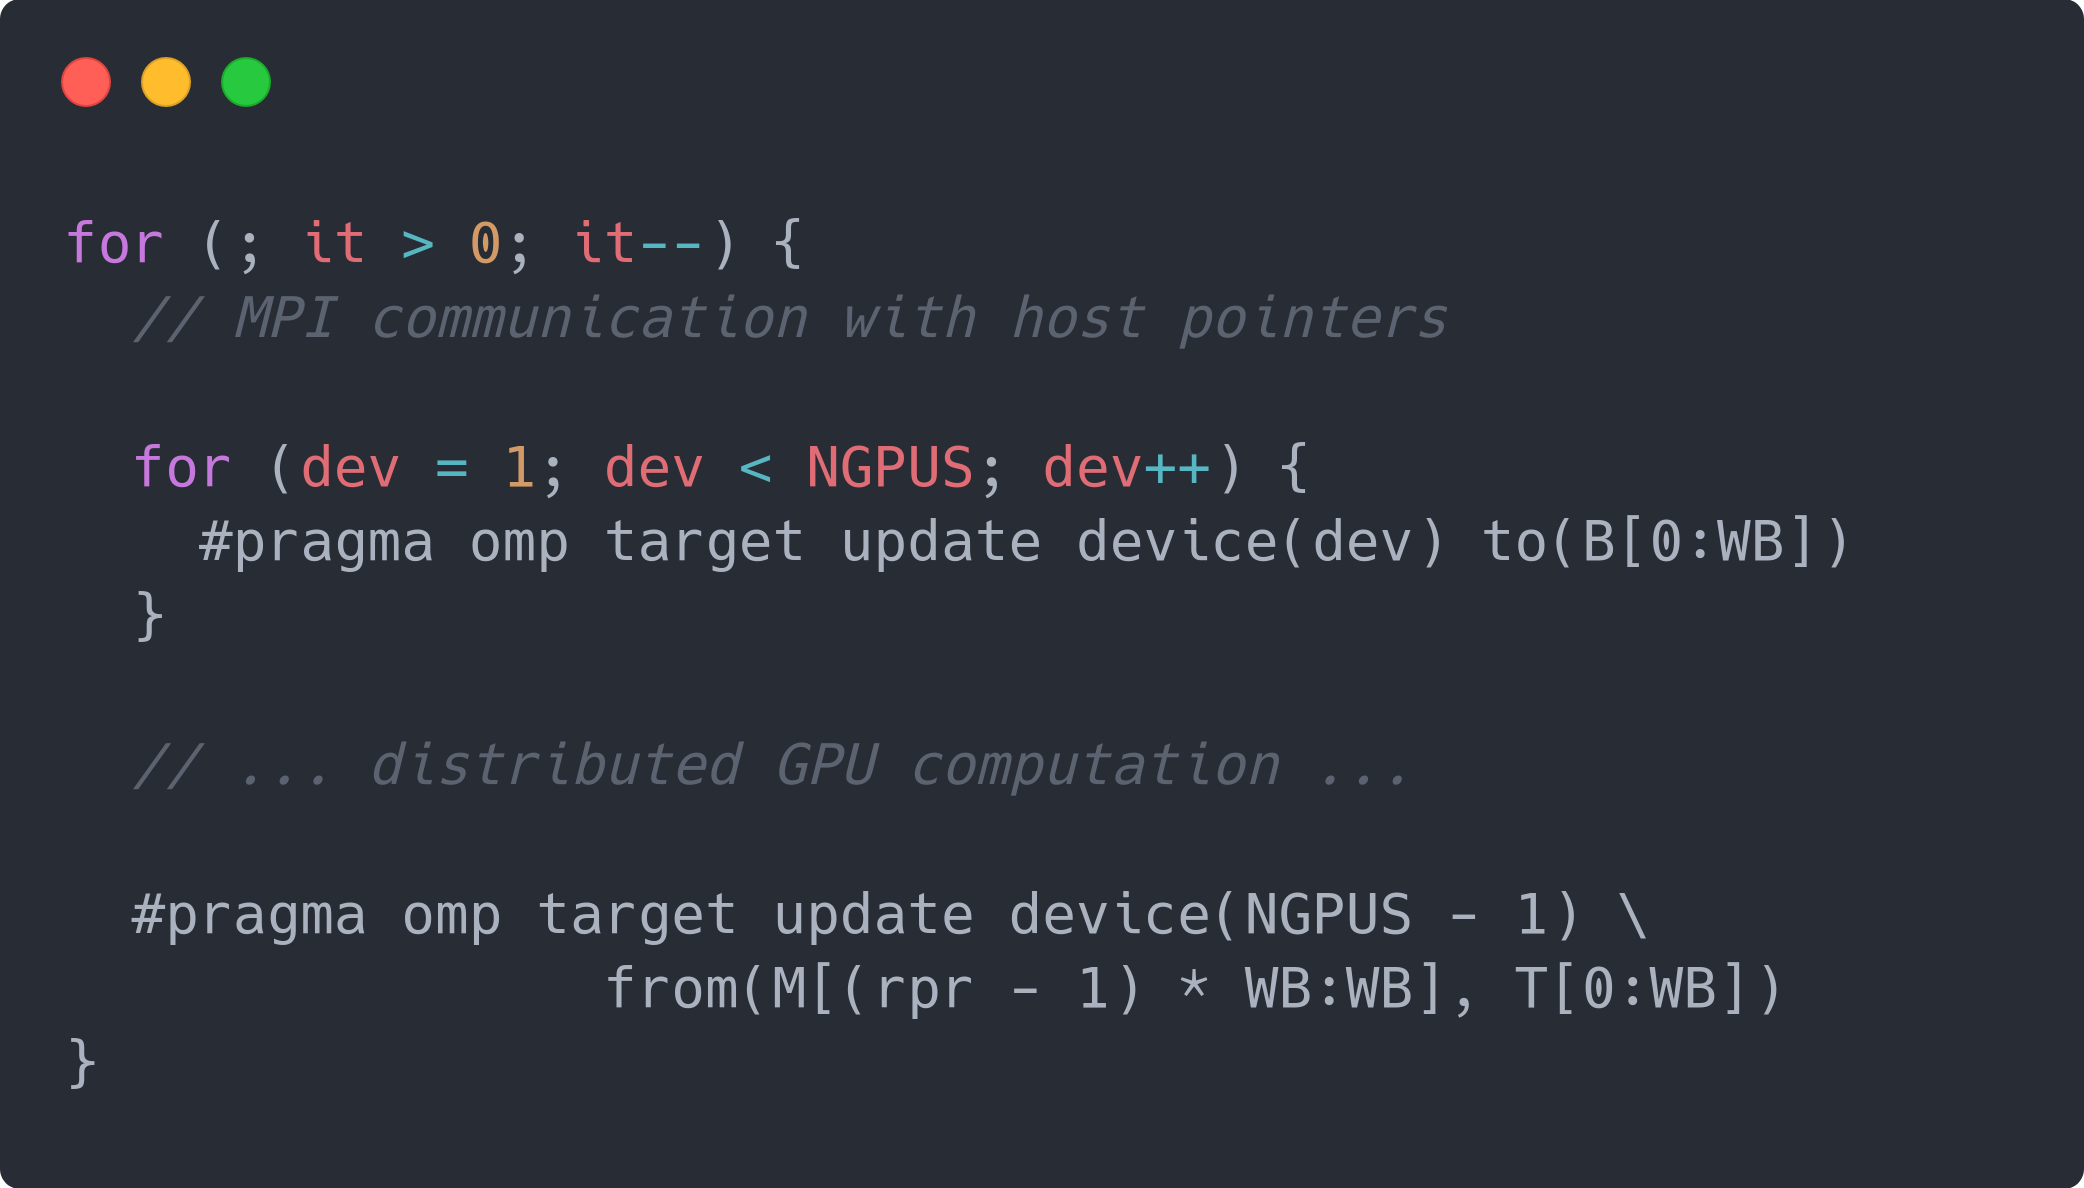 for (; it > 0; it--) {
  // MPI communication with host pointers

  for (dev = 1; dev < NGPUS; dev++) {
    #pragma omp target update device(dev) to(B[0:WB])
  }

  // ... distributed GPU computation ...

  #pragma omp target update device(NGPUS - 1) \
                from(M[(rpr - 1) * WB:WB], T[0:WB])
}